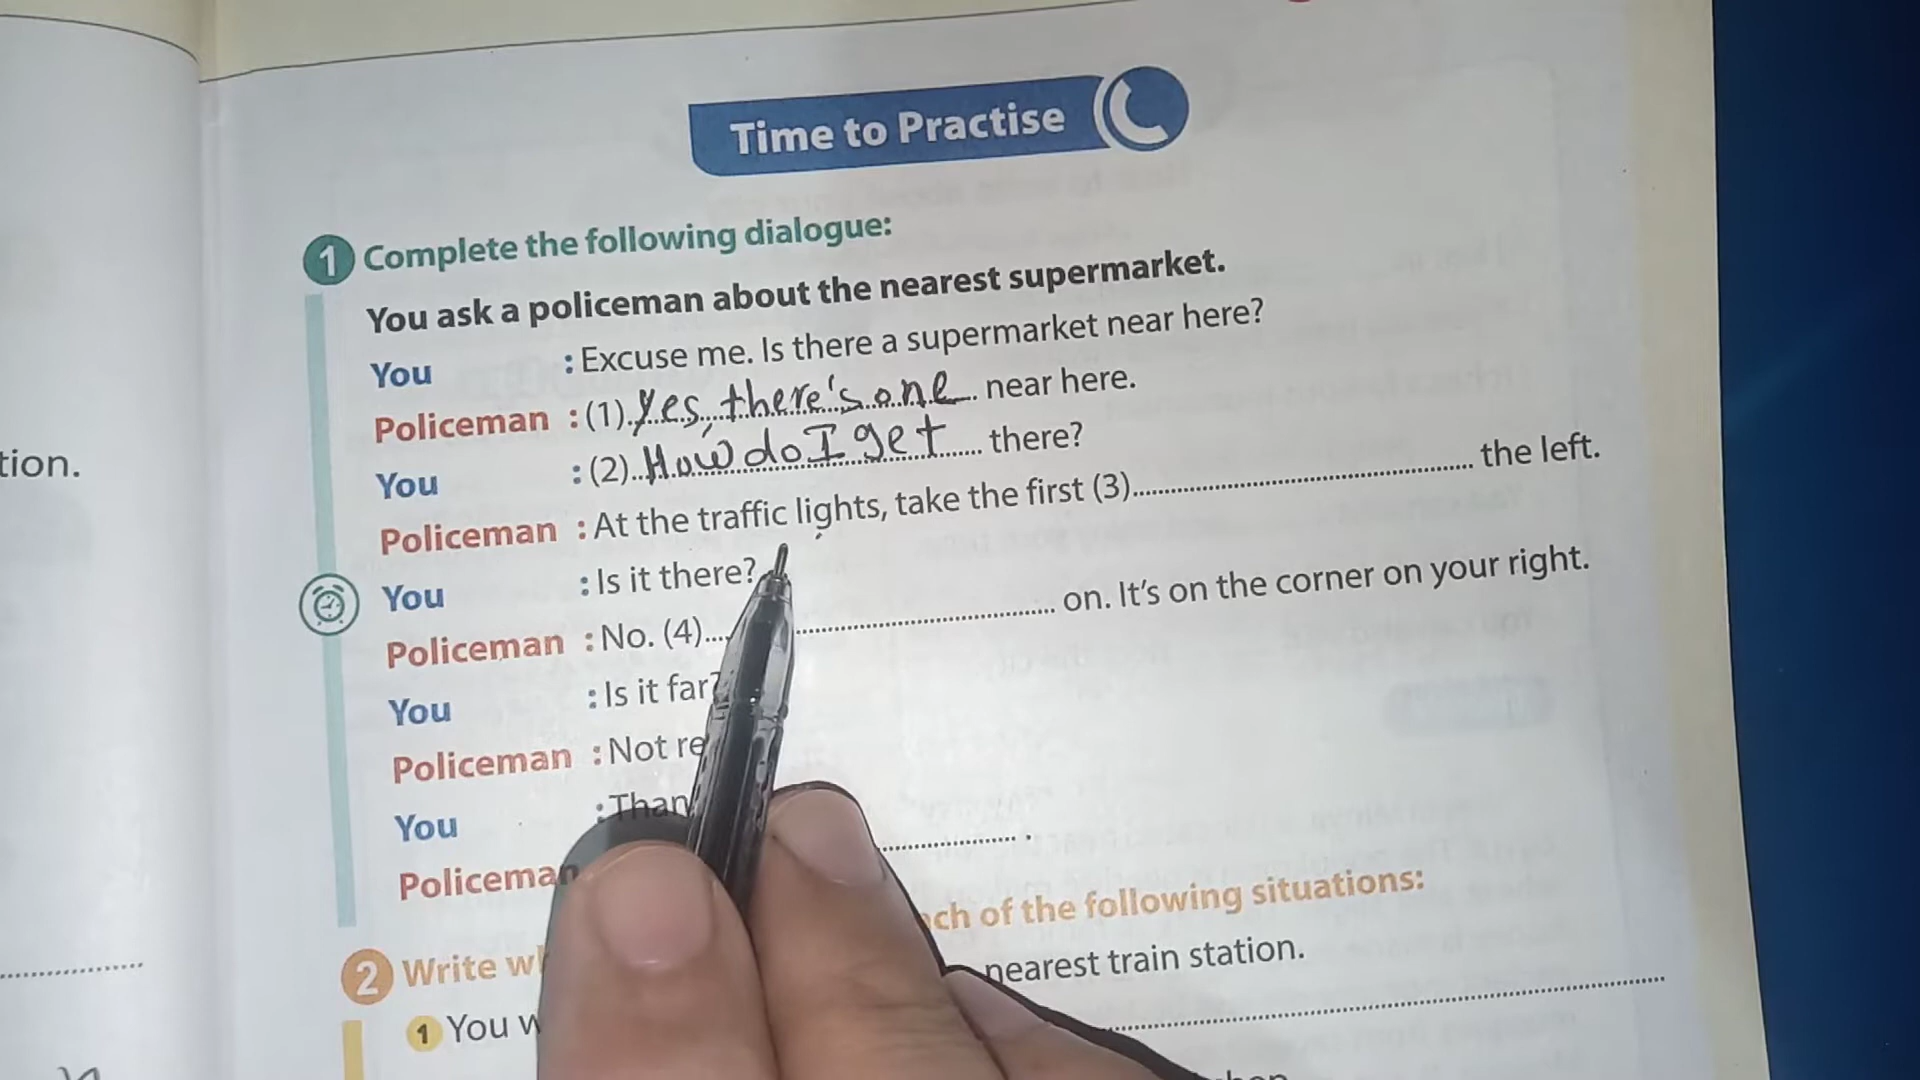 Time to Practise
1 Complete the following dialogue:
You ask a policeman about the nearest supermarket.
You : Excuse me. Is there a supermarket near here?
Policeman : (1) Yes, there's one near here.
You : (2) How do I get there?
Policeman : At the traffic lights, take the first (3) the left.
You : Is it there?
Policeman : No. (4) on. It's on the corner on your right.
You : Is it far?
Policeman : Not
You :
Policeman
tion.
2 Write of the following situations:
1 You nearest train station.